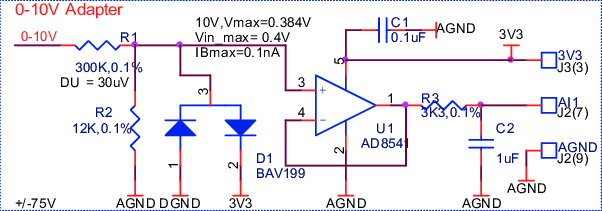 0-10V Adapter
0-10V
R1
300K,0.1%
DU = 30uV
10V,Vmax=0.384V
Vin_max= 0.4V
IBmax=0.1nA
C1
0.1uF
AGND
3V3
3V3
J3(3)
5
3
3
1
4
2
R3
3K3,0.1%
AI1
J2(7)
R2
12K,0.1%
U1
AD8541
C2
1uF
AGND
J2(9)
1
2
D1
BAV199
+/-75V
AGND
DGND
3V3
AGND
AGND
AGND